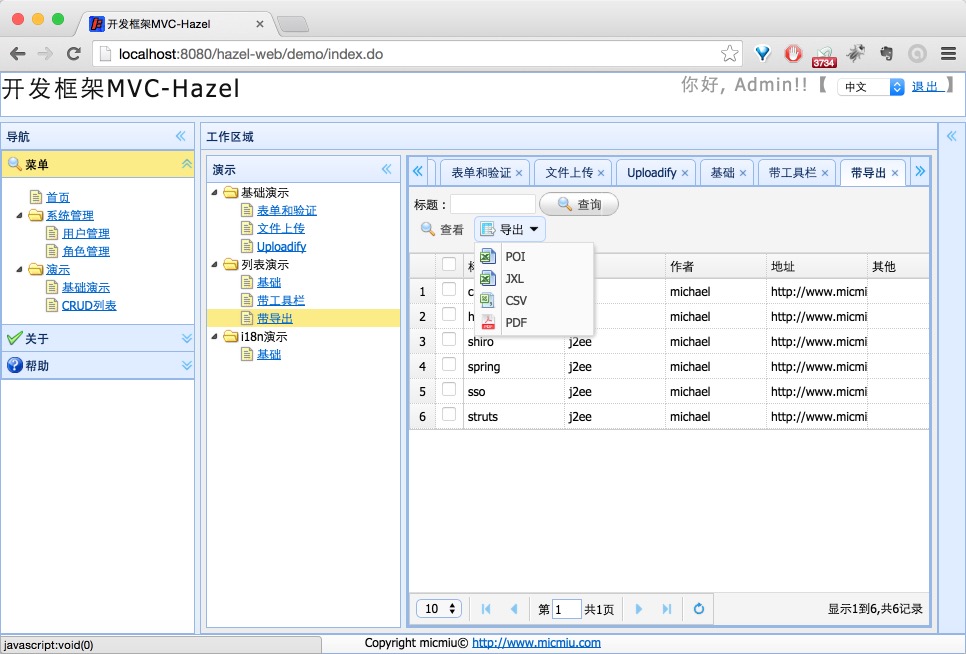 开发框架MVC-Hazel
localhost:8080/hazel-web/demo/index.do
3734
开发框架MVC-Hazel
你好, Admin!!【 中文 退出 】
导航
菜单
首页
系统管理
用户管理
角色管理
演示
基础演示
CRUD列表
关于
帮助
工作区域
演示
基础演示
表单和验证
文件上传
Uploadify
列表演示
基础
带工具栏
带导出
i18n演示
基础
表单和验证 文件上传 Uploadify 基础 带工具栏 带导出
标题： 查询
查看 导出
POI
JXL
CSV
PDF
作者 地址 其他
1 michael http://www.micmi
2 michael http://www.micmi
3 shiro j2ee michael http://www.micmi
4 spring j2ee michael http://www.micmi
5 sso j2ee michael http://www.micmi
6 struts j2ee michael http://www.micmi
10 第 1 共1页 显示1到6,共6记录
javascript:void(0)
Copyright micmiu© http://www.micmiu.com